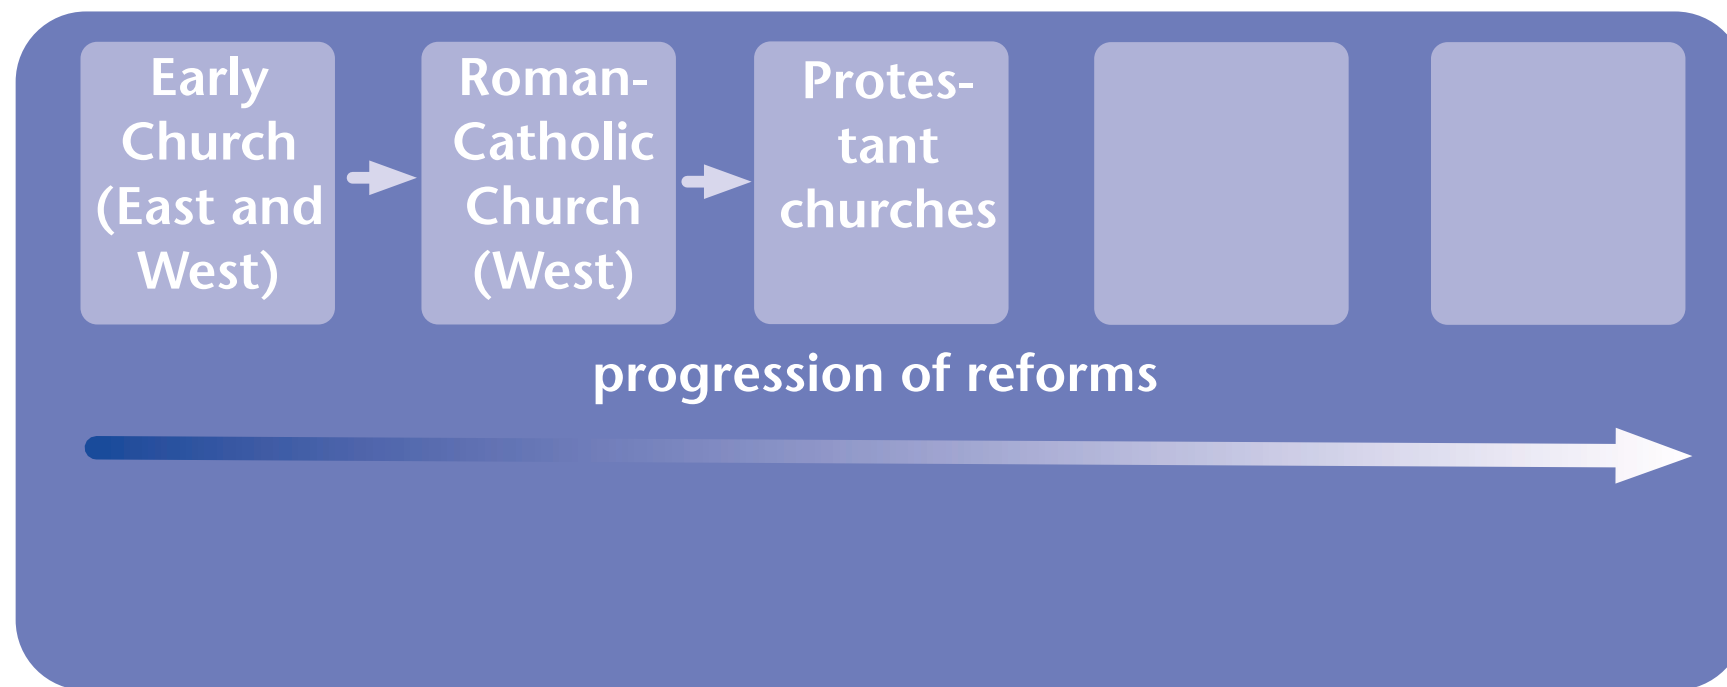 Early
Church
(East and
West)
Roman-
Catholic
Church
(West)
Protes-
tant
churches
progression of reforms